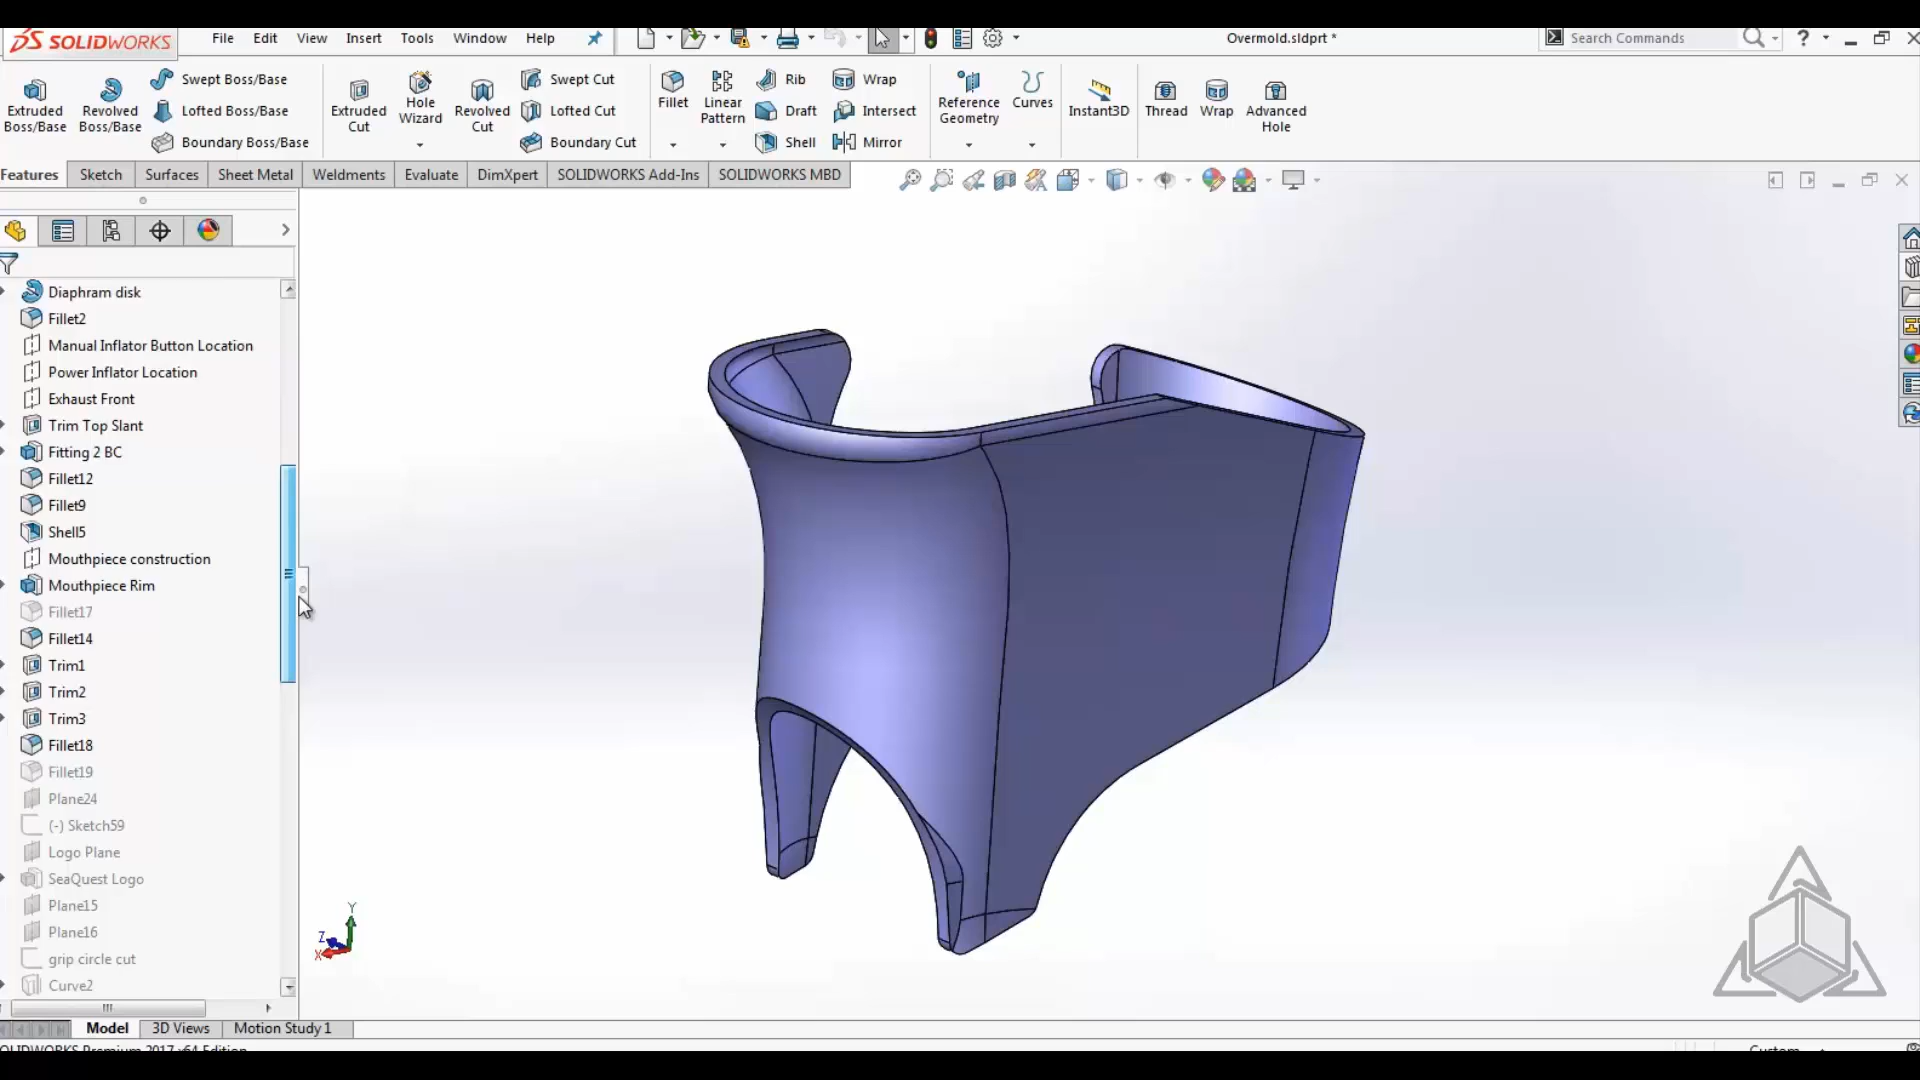 SOLIDWORKS
File Edit View Insert Tools Window Help
Overmold.sldprt *
Search Commands
Extruded Boss/Base
Revolved Boss/Base
Swept Boss/Base
Lofted Boss/Base
Boundary Boss/Base
Extruded Cut
Hole Wizard
Revolved Cut
Swept Cut
Lofted Cut
Boundary Cut
Fillet
Linear Pattern
Rib
Draft
Shell
Wrap
Intersect
Mirror
Reference Geometry
Curves
Instant3D
Thread
Wrap
Advanced Hole
Features Sketch Surfaces Sheet Metal Weldments Evaluate DimXpert SOLIDWORKS Add-Ins SOLIDWORKS MBD
Diaphram disk
Fillet2
Manual Inflator Button Location
Power Inflator Location
Exhaust Front
Trim Top Slant
Fitting 2 BC
Fillet12
Fillet9
Shell5
Mouthpiece construction
Mouthpiece Rim
Fillet17
Fillet14
Trim1
Trim2
Trim3
Fillet18
Fillet19
Plane24
(-) Sketch59
Logo Plane
SeaQuest Logo
Plane15
Plane16
grip circle cut
Curve2
Y
Z
X
Model 3D Views Motion Study 1
OLIDWORKS Premium 2017 x64 Edition
Custom